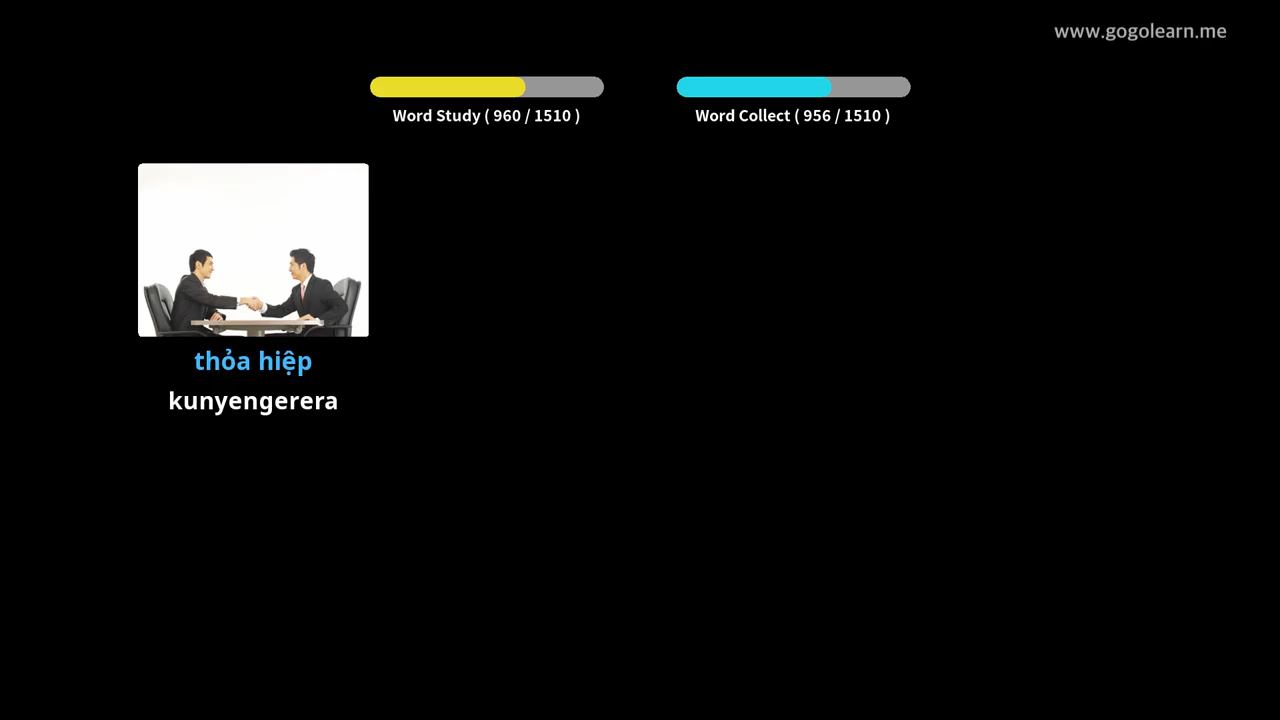 www.gogolearn.me
Word Study ( 960 / 1510 )
Word Collect ( 956 / 1510 )
thỏa hiệp
kunyengerera